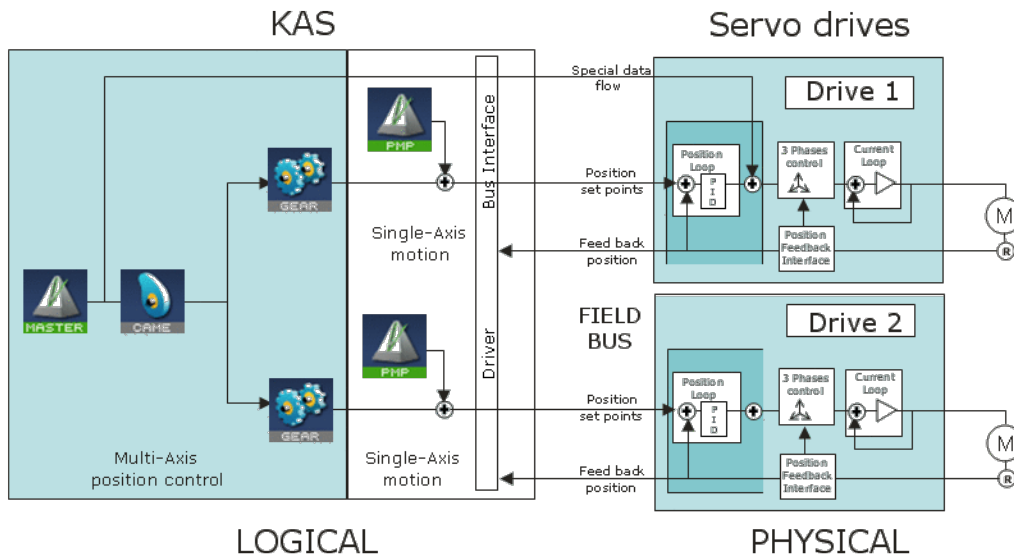 KAS
Servo drives
Special data
flow
Drive 1
PMP
Bus Interface
Position
Loop
P
I
D
3 Phases
control
Current
Loop
GEAR
Position
set points
M
Single-Axis
motion
Feed back
position
Position
Feedback
Interface
R
MASTER
CAME
FIELD
BUS
Drive 2
PMP
Driver
Position
Loop
P
I
D
3 Phases
control
Current
Loop
GEAR
Position
set points
M
Multi-Axis
position control
Single-Axis
motion
Feed back
position
Position
Feedback
Interface
R
LOGICAL
PHYSICAL